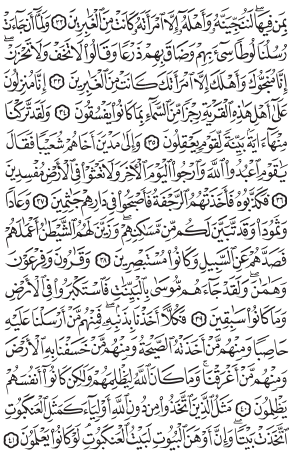 بِمَن فِيهَا لَنُنَجِّيَنَّهُ وَأَهْلَهُ إِلَّا ٱمْرَأَتَهُ كَانَتْ مِنَ ٱلْغَٰبِرِينَ ٣٢ وَلَمَّآ أَن جَآءَتْ
رُسُلُنَا لُوطًا سِيٓءَ بِهِمْ وَضَاقَ بِهِمْ ذَرْعًا وَقَالُوا۟ لَا تَخَفْ وَلَا تَحْزَنْ
إِنَّا مُنَجُّوكَ وَأَهْلَكَ إِلَّا ٱمْرَأَتَكَ كَانَتْ مِنَ ٱلْغَٰبِرِينَ ٣٣ إِنَّا مُنزِلُونَ
عَلَىٰٓ أَهْلِ هَٰذِهِ ٱلْقَرْيَةِ رِجْزًا مِّنَ ٱلسَّمَآءِ بِمَا كَانُوا۟ يَفْسُقُونَ ٣٤ وَلَقَد تَّرَكْنَا
مِنْهَآ ءَايَةًۢ بَيِّنَةً لِّقَوْمٍ يَعْقِلُونَ ٣٥ وَإِلَىٰ مَدْيَنَ أَخَاهُمْ شُعَيْبًا فَقَالَ
يَٰقَوْمِ ٱعْبُدُوا۟ ٱللَّهَ وَٱرْجُوا۟ ٱلْيَوْمَ ٱلْءَاخِرَ وَلَا تَعْثَوْا۟ فِى ٱلْأَرْضِ مُفْسِدِينَ
٣٦ فَكَذَّبُوهُ فَأَخَذَتْهُمُ ٱلرَّجْفَةُ فَأَصْبَحُوا۟ فِى دَارِهِمْ جَٰثِمِينَ ٣٧ وَعَادًا
وَثَمُودَا۟ وَقَد تَّبَيَّنَ لَكُم مِّن مَّسَٰكِنِهِمْ وَزَيَّنَ لَهُمُ ٱلشَّيْطَٰنُ أَعْمَٰلَهُمْ
فَصَدَّهُمْ عَنِ ٱلسَّبِيلِ وَكَانُوا۟ مُسْتَبْصِرِينَ ٣٨ وَقَٰرُونَ وَفِرْعَوْنَ
وَهَٰمَٰنَ وَلَقَدْ جَآءَهُم مُّوسَىٰ بِٱلْبَيِّنَٰتِ فَٱسْتَكْبَرُوا۟ فِى ٱلْأَرْضِ
وَمَا كَانُوا۟ سَٰبِقِينَ ٣٩ فَكُلًّا أَخَذْنَا بِذَنۢبِهِۦ فَمِنْهُم مَّنْ أَرْسَلْنَا عَلَيْهِ
حَاصِبًا وَمِنْهُم مَّنْ أَخَذَتْهُ ٱلصَّيْحَةُ وَمِنْهُم مَّنْ خَسَفْنَا بِهِ ٱلْأَرْضَ
وَمِنْهُم مَّنْ أَغْرَقْنَا وَمَا كَانَ ٱللَّهُ لِيَظْلِمَهُمْ وَلَٰكِن كَانُوٓا۟ أَنفُسَهُمْ
يَظْلِمُونَ ٤٠ مَثَلُ ٱلَّذِينَ ٱتَّخَذُوا۟ مِن دُونِ ٱللَّهِ أَوْلِيَآءَ كَمَثَلِ ٱلْعَنكَبُوتِ
ٱتَّخَذَتْ بَيْتًا وَإِنَّ أَوْهَنَ ٱلْبُيُوتِ لَبَيْتُ ٱلْعَنكَبُوتِ لَوْ كَانُوا۟ يَعْلَمُونَ ٤١